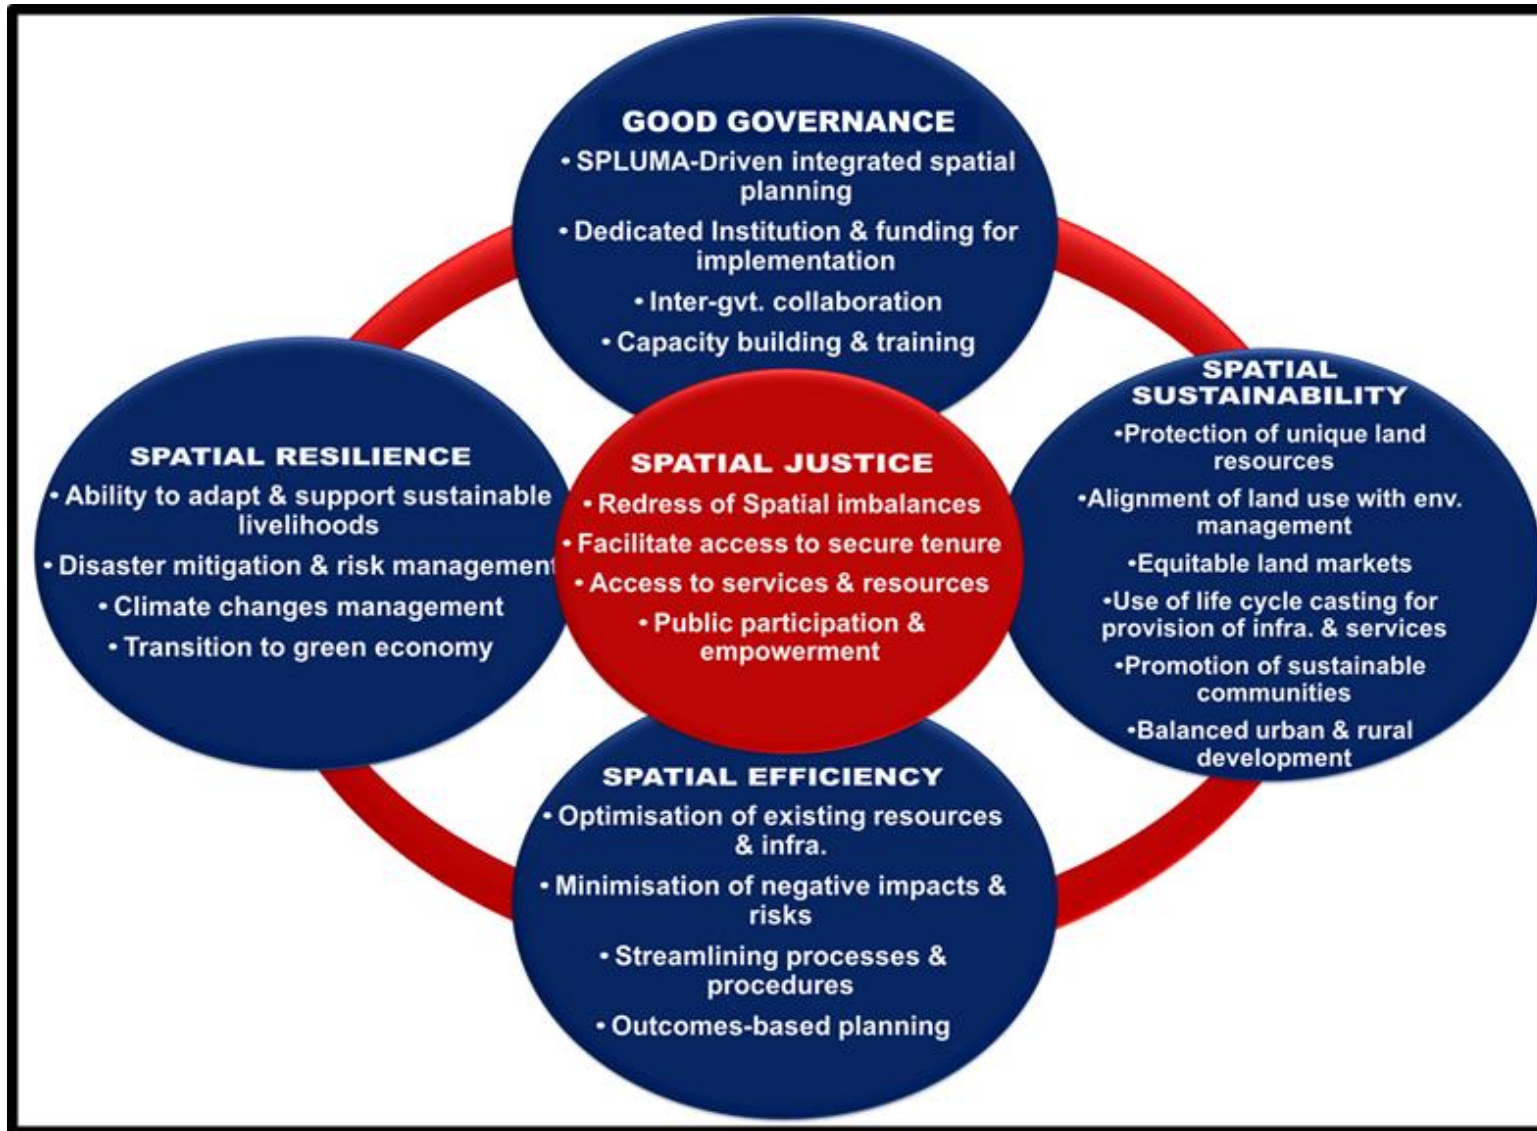 GOOD GOVERNANCE
• SPLUMA-Driven integrated spatial
planning
• Dedicated Institution & funding for
implementation
• Inter-gvt. collaboration
• Capacity building & training
SPATIAL RESILIENCE
• Ability to adapt & support sustainable
livelihoods
• Disaster mitigation & risk management
• Climate changes management
• Transition to green economy
SPATIAL JUSTICE
• Redress of Spatial imbalances
• Facilitate access to secure tenure
• Access to services & resources
• Public participation &
empowerment
SPATIAL
SUSTAINABILITY
•Protection of unique land
resources
•Alignment of land use with env.
management
•Equitable land markets
•Use of life cycle casting for
provision of infra. & services
•Promotion of sustainable
communities
•Balanced urban & rural
development
SPATIAL EFFICIENCY
• Optimisation of existing resources
& infra.
• Minimisation of negative impacts &
risks
• Streamlining processes &
procedures
• Outcomes-based planning